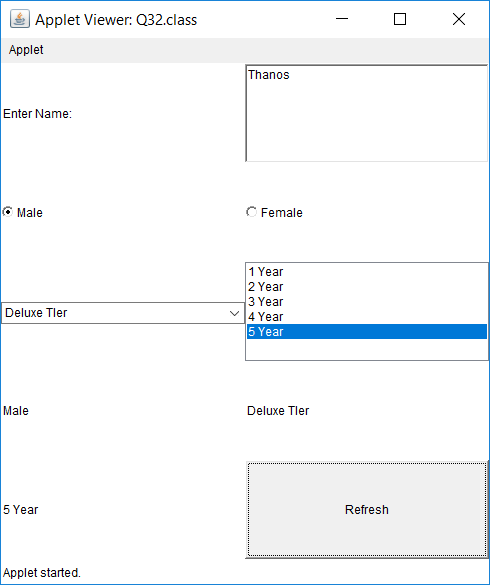 Applet Viewer: Q32.class
Applet
Enter Name:
Thanos
Male
Female
Deluxe TIer
1 Year
2 Year
3 Year
4 Year
5 Year
Male
Deluxe TIer
5 Year
Refresh
Applet started.